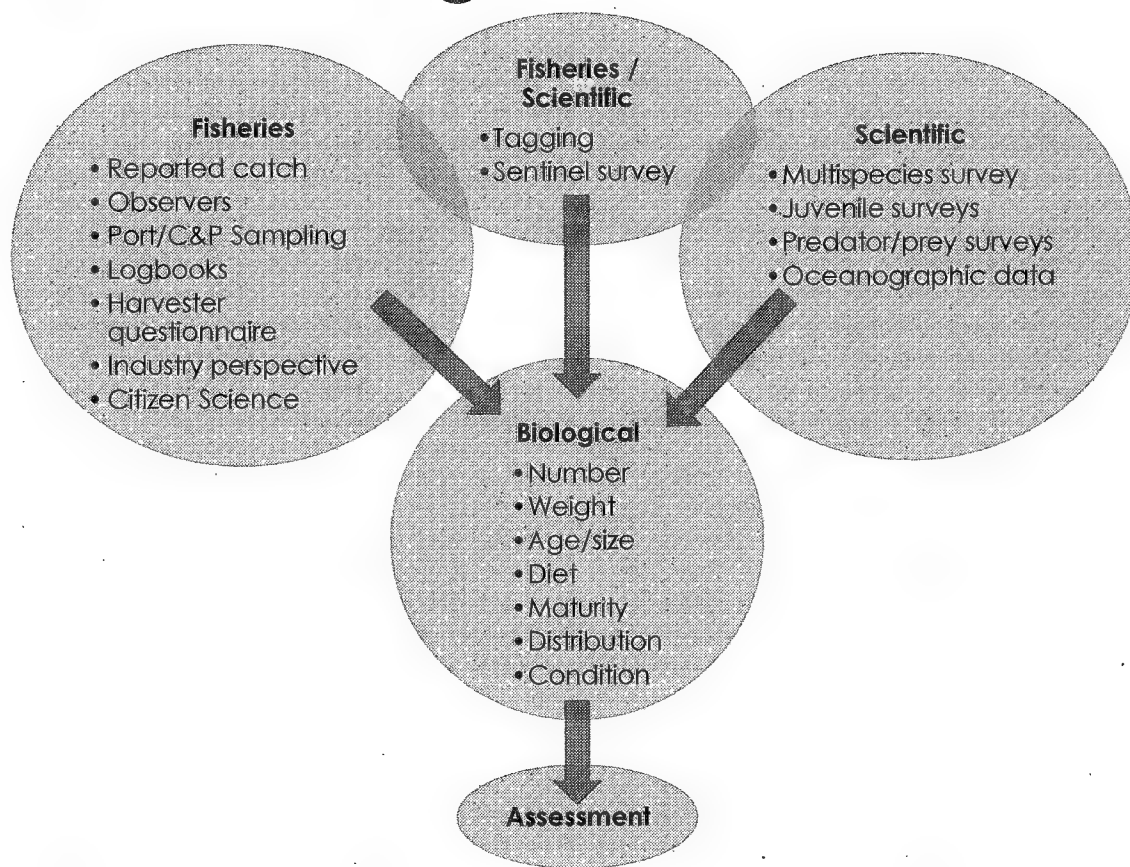 Fisheries
• Reported catch
• Observers
• Port/C&P Sampling
• Logbooks
• Harvester
questionnaire
• Industry perspective
• Citizen Science
Fisheries /
Scientific
•Tagging
•Sentinel survey
Scientific
•Multispecies survey
•Juvenile surveys
•Predator/prey surveys
•Oceanographic data
Biological
•Number
•Weight
•Age/size
•Diet
•Maturity
•Distribution
•Condition
Assessment